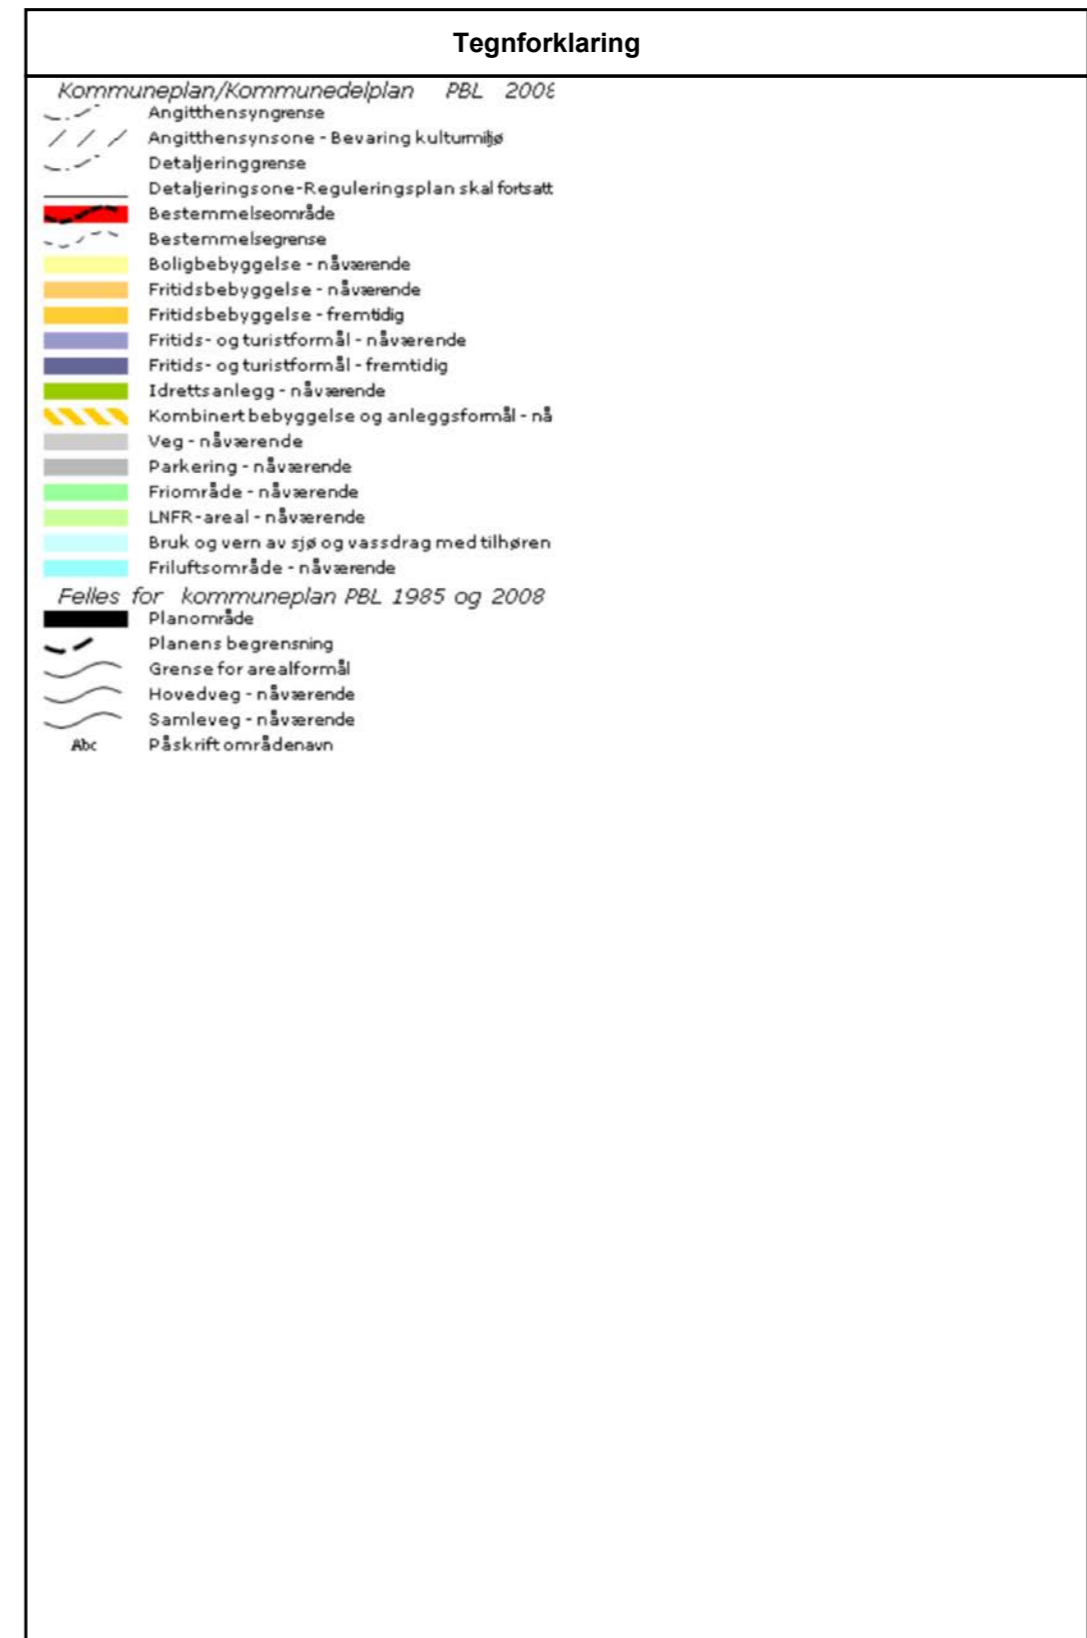 Tegnforklaring
Kommuneplan/Kommunedelplan PBL 2008
Angitthensyngrense
Angitthensynsone - Bevaring kulturmiljø
Detaljeringgrense
Detaljeringsone-Reguleringsplan skal fortsatt
Bestemmelseområde
Bestemmelsegrense
Boligbebyggelse - nåværende
Fritidsbebyggelse - nåværende
Fritidsbebyggelse - fremtidig
Fritids- og turistformål - nåværende
Fritids- og turistformål - fremtidig
Idrettsanlegg - nåværende
Kombinert bebyggelse og anleggsformål - nå
Veg - nåværende
Parkering - nåværende
Friområde - nåværende
LNFR-areal - nåværende
Bruk og vern av sjø og vassdrag med tilhøren
Friluftsområde - nåværende
Felles for kommuneplan PBL 1985 og 2008
Planområde
Planens begrensning
Grense for arealformål
Hovedveg - nåværende
Samleveg - nåværende
Abc Påskrift områdenavn